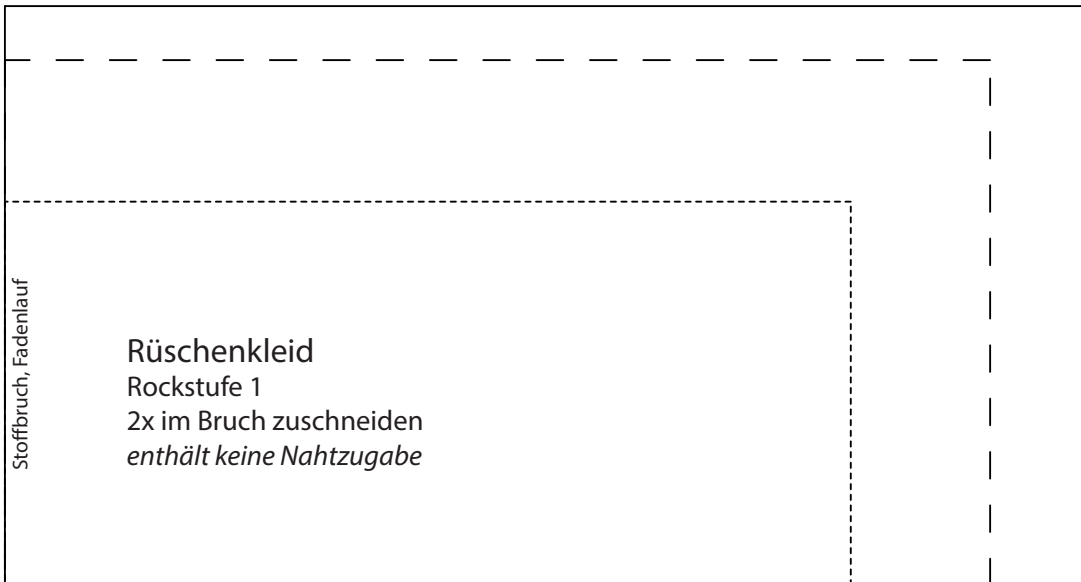 Stoffbruch, Fadenlauf
Rüschenkleid
Rockstufe 1
2x im Bruch zuschneiden
enthält keine Nahtzugabe